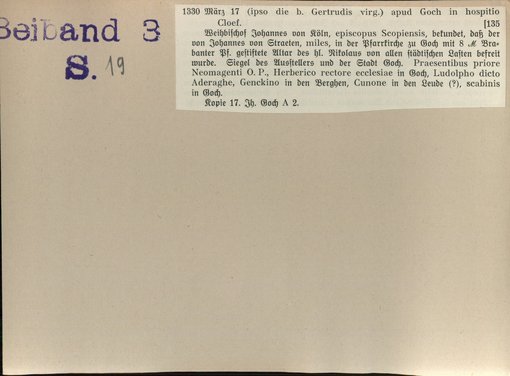 Beiband 3
S. 19
1330 März 17 (ipso die b. Gertrudis virg.) apud Goch in hospitio
Cloef. [135
Weihbischof Johannes von Köln, episcopus Scopiensis, bekundet, daß der
von Johannes von Straeten, miles, in der Pfarrkirche zu Goch mit 8 ℳ Bra-
banter Pf. gestiftete Altar des hl. Nikolaus von allen städtischen Lasten befreit
wurde. Siegel des Ausstellers und der Stadt Goch. Praesentibus priore
Neomagenti O. P., Herberico rectore ecclesiae in Goch, Ludolpho dicto
Aderaghe, Genckino in den Berghen, Cunone in den Leude (?), scabinis
in Goch.
Kopie 17. Jh. Goch A 2.